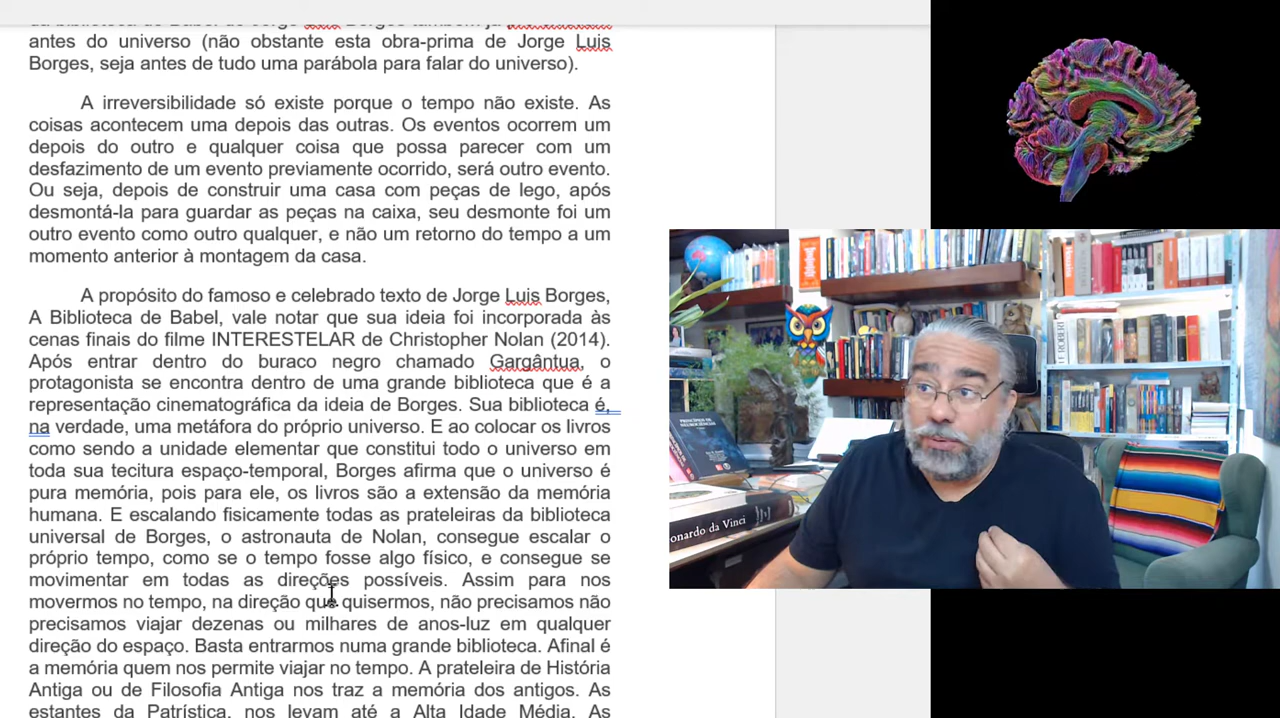 da biblioteca de Babel de Jorge Luis Borges também já
antes do universo (não obstante esta obra-prima de Jorge Luis
Borges, seja antes de tudo uma parábola para falar do universo).
A irreversibilidade só existe porque o tempo não existe. As
coisas acontecem uma depois das outras. Os eventos ocorrem um
depois do outro e qualquer coisa que possa parecer com um
desfazimento de um evento previamente ocorrido, será outro evento.
Ou seja, depois de construir uma casa com peças de lego, após
desmontá-la para guardar as peças na caixa, seu desmonte foi um
outro evento como outro qualquer, e não um retorno do tempo a um
momento anterior à montagem da casa.
A propósito do famoso e celebrado texto de Jorge Luis Borges,
A Biblioteca de Babel, vale notar que sua ideia foi incorporada às
cenas finais do filme INTERESTELAR de Christopher Nolan (2014).
Após entrar dentro do buraco negro chamado Gargântua, o
protagonista se encontra dentro de uma grande biblioteca que é a
representação cinematográfica da ideia de Borges. Sua biblioteca é,
na verdade, uma metáfora do próprio universo. E ao colocar os livros
como sendo a unidade elementar que constitui todo o universo em
toda sua tecitura espaço-temporal, Borges afirma que o universo é
pura memória, pois para ele, os livros são a extensão da memória
humana. E escalando fisicamente todas as prateleiras da biblioteca
universal de Borges, o astronauta de Nolan, consegue escalar o
próprio tempo, como se o tempo fosse algo físico, e consegue se
movimentar em todas as direções possíveis. Assim para nos
movermos no tempo, na direção que quisermos, não precisamos não
precisamos viajar dezenas ou milhares de anos-luz em qualquer
direção do espaço. Basta entrarmos numa grande biblioteca. Afinal é
a memória quem nos permite viajar no tempo. A prateleira de História
Antiga ou de Filosofia Antiga nos traz a memória dos antigos. As
estantes da Patrística, nos levam até a Alta Idade Média. As
PRINCÍPIOS DE NEUROCIÊNCIAS
onardo da Vinci